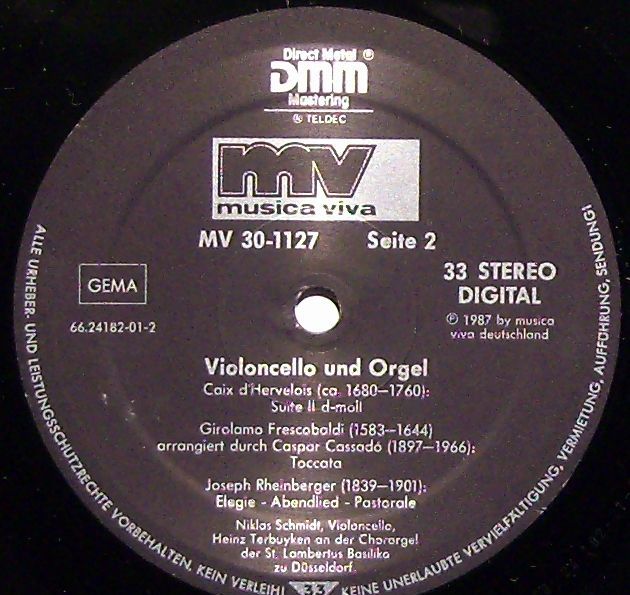 Direct Metal ℗
DMM
Mastering
® TELDEC
mv
musica viva
MV 30-1127 Seite 2
GEMA
66.24182-01-2
33 STEREO
DIGITAL
℗ 1987 by musica
viva deutschland
Violoncello und Orgel
Caix d'Hervelois (ca. 1680—1760):
Suite II d-moll
Girolamo Frescobaldi (1583—1644)
arrangiert durch Caspar Cassadó (1897—1966):
Toccata
Joseph Rheinberger (1839—1901):
Elegie - Abendlied - Pastorale
Niklas Schmidt, Violoncello,
Heinz Terbuyken an der Chororgel
der St. Lambertus Basilika
zu Düsseldorf.
ALLE URHEBER- UND LEISTUNGSSCHUTZRECHTE VORBEHALTEN. KEIN VERLEIH! 33 KEINE UNERLAUBTE VERVIELFÄLTIGUNG, VERMIETUNG, AUFFÜHRUNG, SENDUNG!